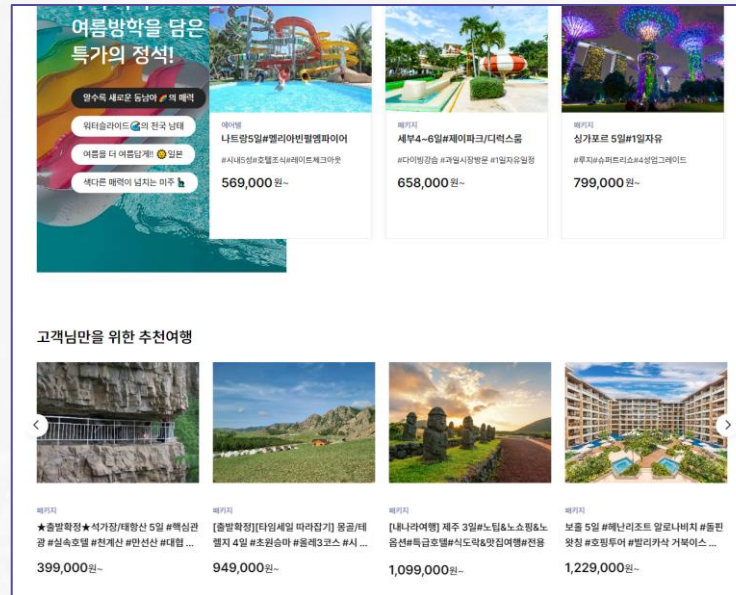 여름방학을 담은
특가의 정석!
알수록 새로운 동남아 🌈 의 매력
워터슬라이드🌊의 천국 남태
여름을 더 여름답게!! 🌞 일본
색다른 매력이 넘치는 미주 🗽
에어텔
나트랑5일#멜리아빈펄엠파이어
#시내5성#호텔조식#레이트체크아웃
569,000 원~
패키지
세부4~6일#제이파크/디럭스룸
#다이빙강습 #과일시장방문 #1일자유일정
658,000 원~
패키지
싱가포르 5일#1일자유
#루지#슈퍼트리쇼#4성업그레이드
799,000 원~
고객님만을 위한 추천여행
패키지
★출발확정★석가장/태항산 5일 #핵심관
광 #실속호텔 #천계산 #만선산 #대협 ...
399,000원~
패키지
[출발확정][타임세일 따라잡기] 몽골/테
렐지 4일 #초원승마 #올레3코스 #시 ...
949,000원~
패키지
[내나라여행] 제주 3일#노팁&노쇼핑&노
옵션#특급호텔#식도락&맛집여행#전용
1,099,000원~
패키지
보홀 5일 #헤난리조트 알로나비치 #돌핀
왓칭 #호핑투어 #발리카삭 거북이스 ...
1,229,000원~